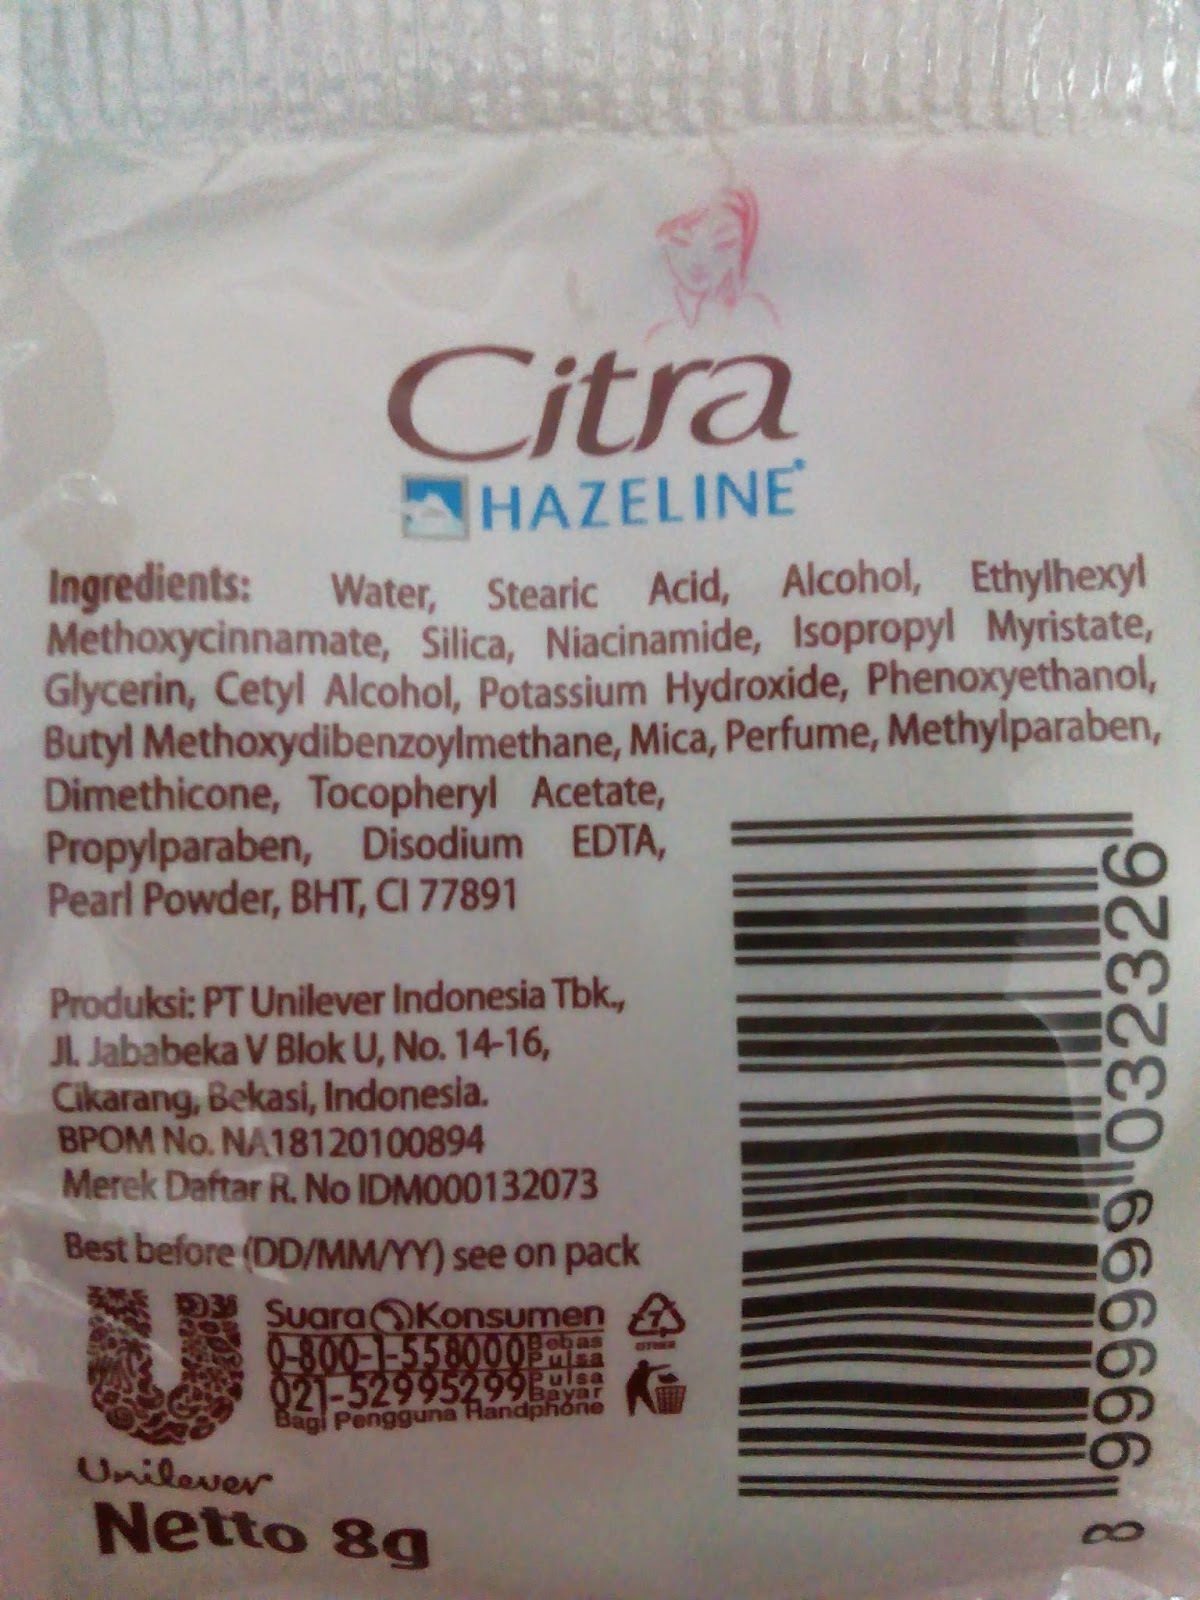 Citra
HAZELINE
Ingredients: Water, Stearic Acid, Alcohol, Ethylhexyl
Methoxycinnamate, Silica, Niacinamide, Isopropyl Myristate,
Glycerin, Cetyl Alcohol, Potassium Hydroxide, Phenoxyethanol,
Butyl Methoxydibenzoylmethane, Mica, Perfume, Methylparaben,
Dimethicone, Tocopheryl Acetate,
Propylparaben, Disodium EDTA,
Pearl Powder, BHT, CI 77891
Produksi: PT Unilever Indonesia Tbk.,
Jl. Jababeka V Blok U, No. 14-16,
Cikarang, Bekasi, Indonesia.
BPOM No. NA18120100894
Merek Daftar R. No IDM000132073
Best before (DD/MM/YY) see on pack
Suara Konsumen
0-800-1-558000 Bebas Pulsa
021-52995299 Pulsa Bayar
Bagi Pengguna Handphone
7
OTHER
Unilever
Netto 8g
8 999999 032326